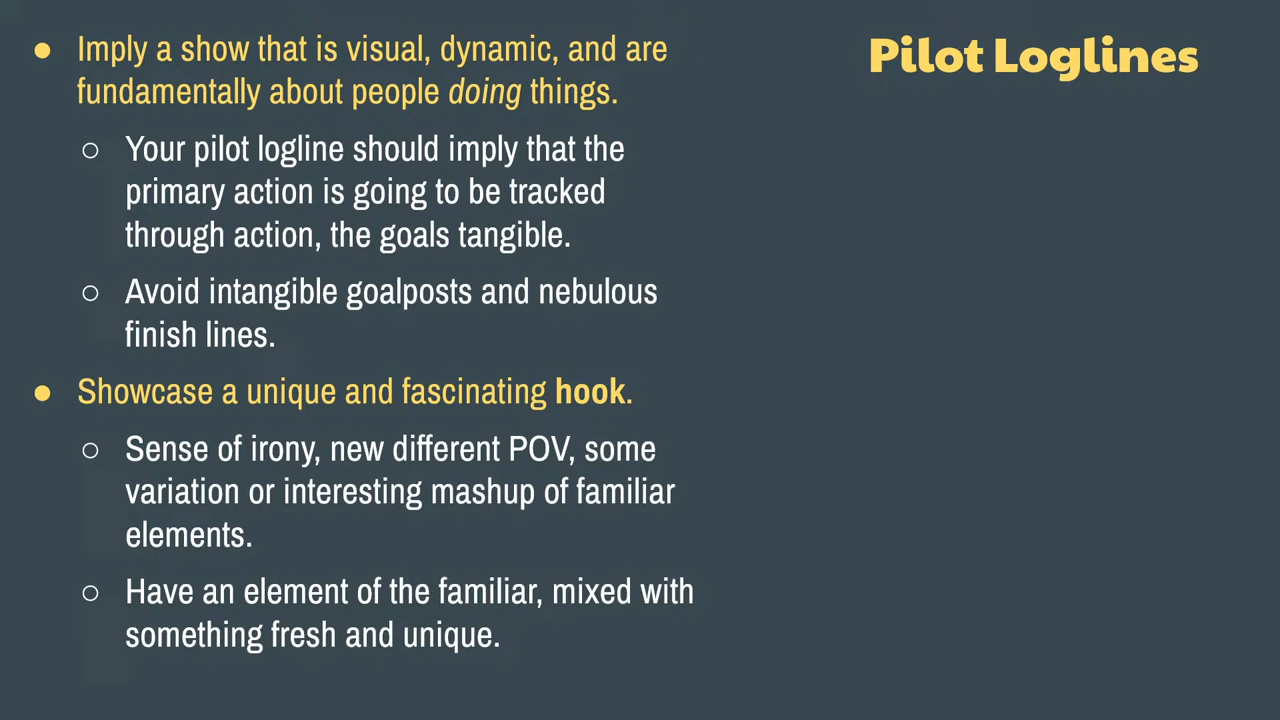 Pilot Loglines
● Imply a show that is visual, dynamic, and are
fundamentally about people doing things.
○ Your pilot logline should imply that the
primary action is going to be tracked
through action, the goals tangible.
○ Avoid intangible goalposts and nebulous
finish lines.
● Showcase a unique and fascinating hook.
○ Sense of irony, new different POV, some
variation or interesting mashup of familiar
elements.
○ Have an element of the familiar, mixed with
something fresh and unique.